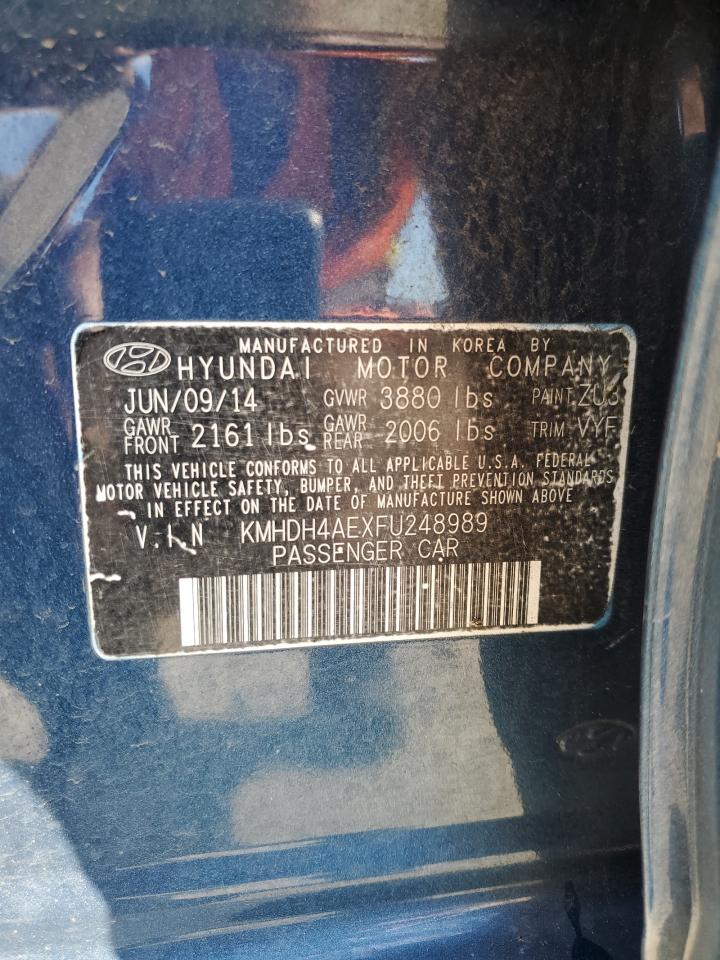 MANUFACTURED IN KOREA BY
HYUNDAI MOTOR COMPANY
JUN/09/14 GVWR 3880 lbs PAINT ZU3
GAWR FRONT 2161 lbs GAWR REAR 2006 lbs TRIM VYF
THIS VEHICLE CONFORMS TO ALL APPLICABLE U.S.A. FEDERAL
MOTOR VEHICLE SAFETY, BUMPER, AND THEFT PREVENTION STANDARDS
IN EFFECT ON THE DATE OF MANUFACTURE SHOWN ABOVE
V.I.N KMHDH4AEXFU248989
PASSENGER CAR